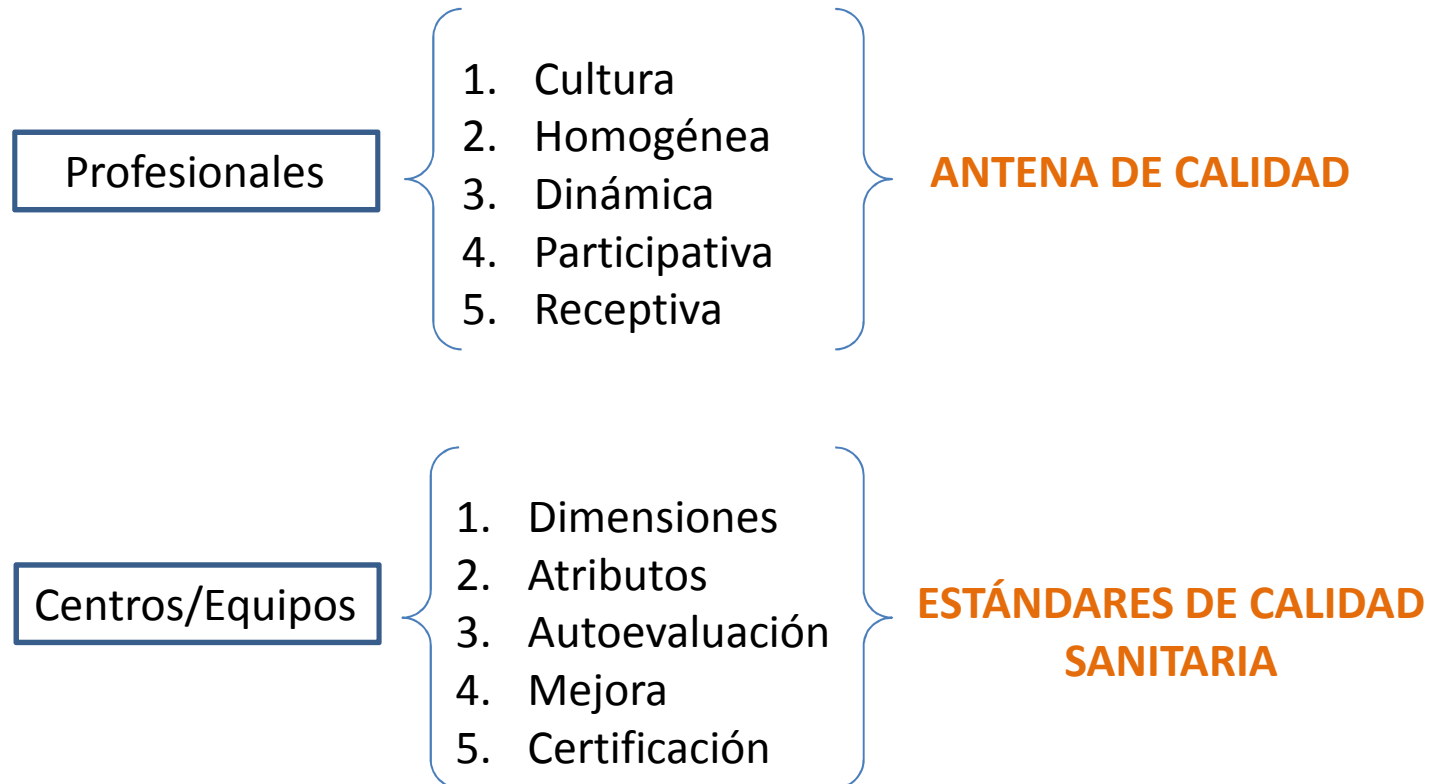 Profesionales
1. Cultura
2. Homogénea
3. Dinámica
4. Participativa
5. Receptiva
ANTENA DE CALIDAD
Centros/Equipos
1. Dimensiones
2. Atributos
3. Autoevaluación
4. Mejora
5. Certificación
ESTÁNDARES DE CALIDAD
SANITARIA